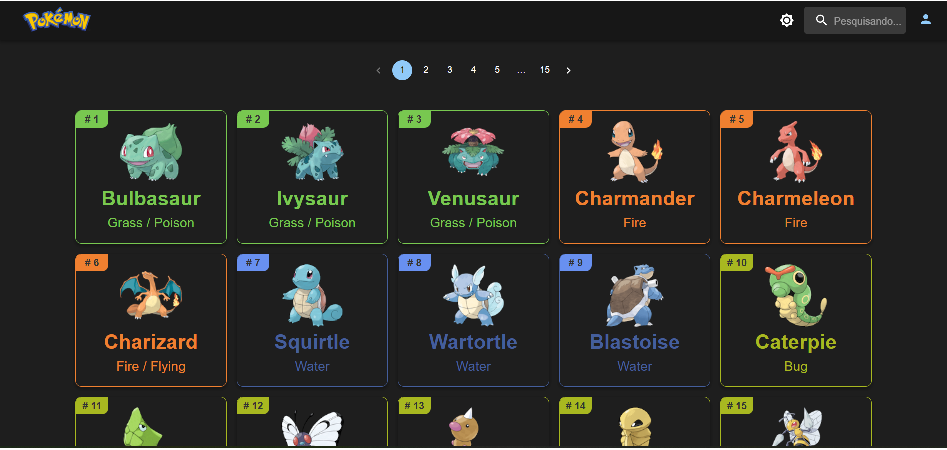 Pokémon
Pesquisando...
1 2 3 4 5 ... 15
# 1 # 2 # 3 # 4 # 5
Bulbasaur Ivysaur Venusaur Charmander Charmeleon
Grass / Poison Grass / Poison Grass / Poison Fire Fire
# 6 # 7 # 8 # 9 # 10
Charizard Squirtle Wartortle Blastoise Caterpie
Fire / Flying Water Water Water Bug
# 11 # 12 # 13 # 14 # 15